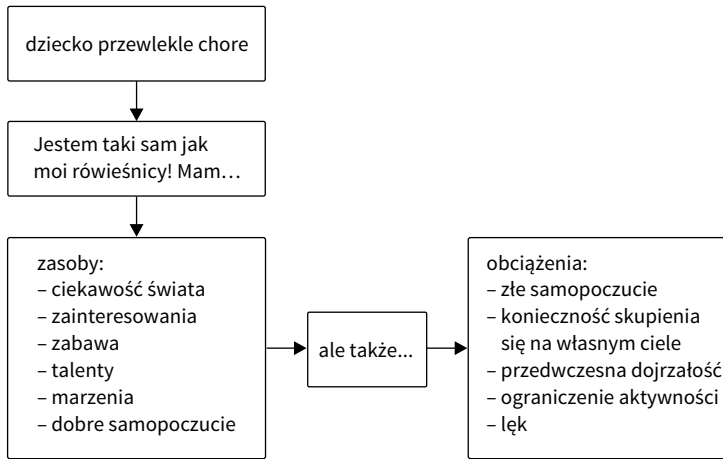 dziecko przewlekle chore
Jestem taki sam jak
moi rówieśnicy! Mam…
zasoby:
– ciekawość świata
– zainteresowania
– zabawa
– talenty
– marzenia
– dobre samopoczucie
ale także...
obciążenia:
– złe samopoczucie
– konieczność skupienia
się na własnym ciele
– przedwczesna dojrzałość
– ograniczenie aktywności
– lęk